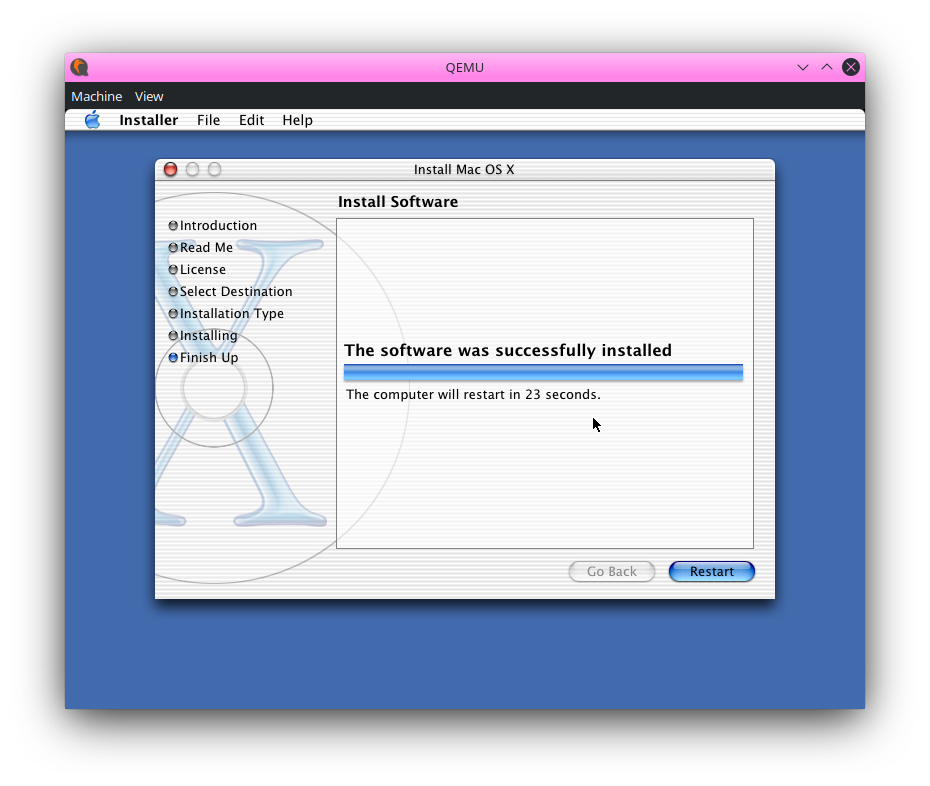 QEMU
Machine View
Installer File Edit Help
Install Mac OS X
Install Software
Introduction
Read Me
License
Select Destination
Installation Type
Installing
Finish Up
The software was successfully installed
The computer will restart in 23 seconds.
Go Back Restart